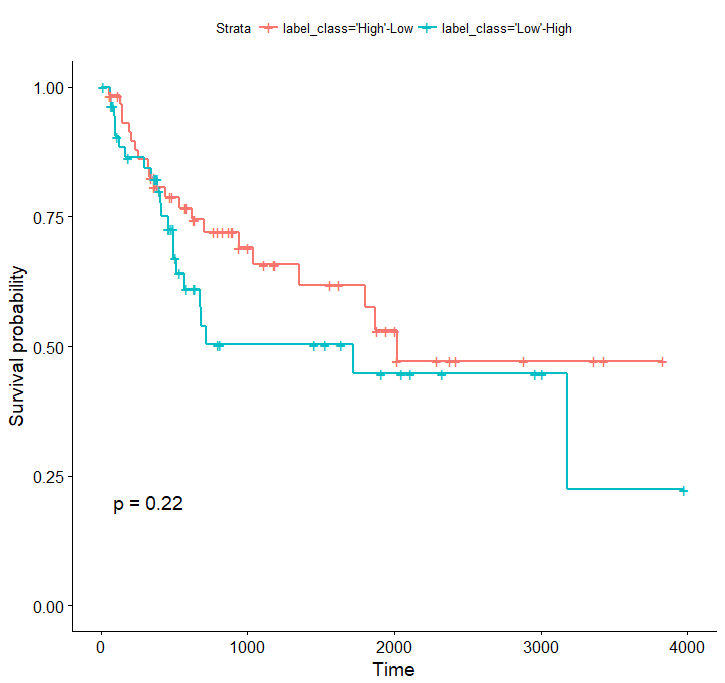 Strata label_class='High'-Low label_class='Low'-High
1.00
0.75
0.50
0.25
0.00
Survival probability
p = 0.22
0 1000 2000 3000 4000
Time